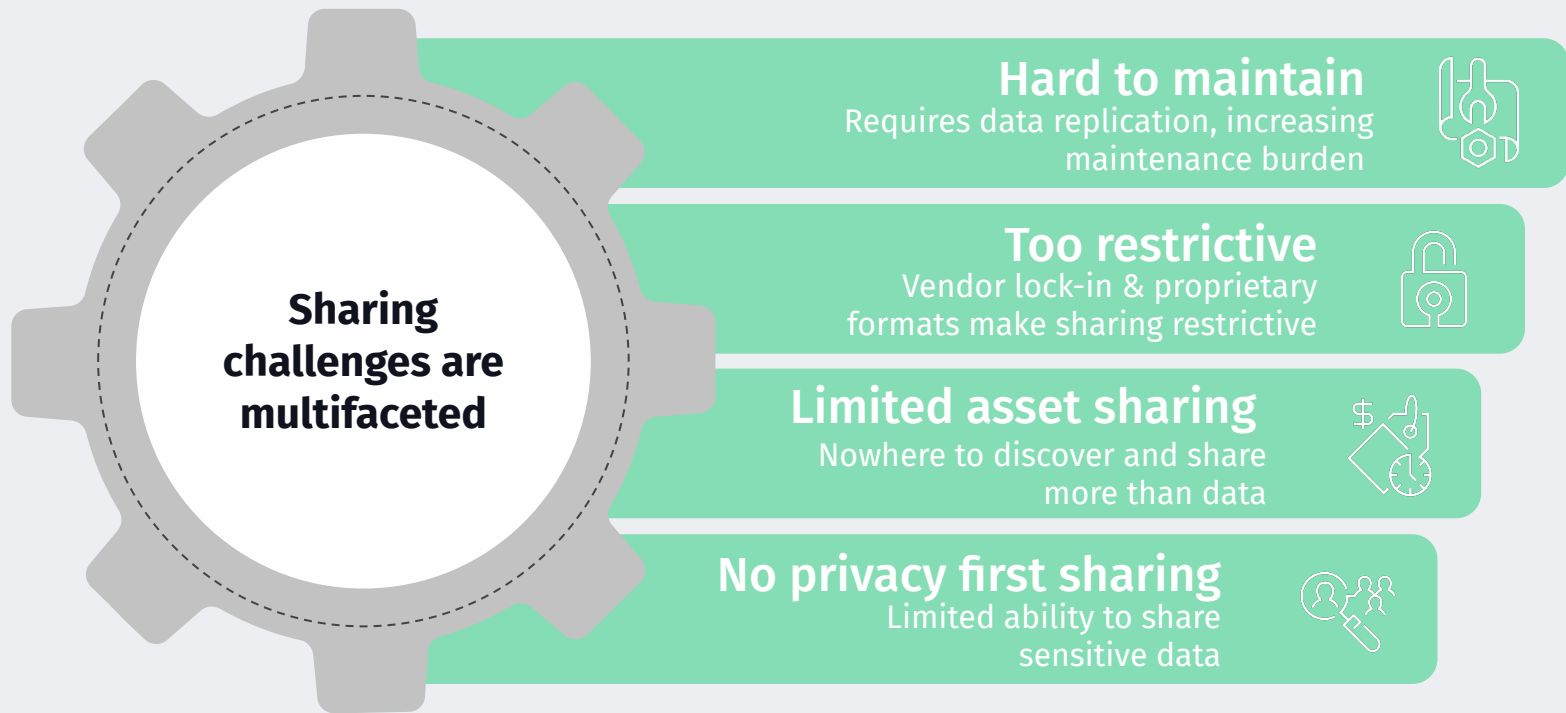 Sharing
challenges are
multifaceted
Hard to maintain
Requires data replication, increasing
maintenance burden
Too restrictive
Vendor lock-in & proprietary
formats make sharing restrictive
Limited asset sharing
$
Nowhere to discover and share
more than data
No privacy first sharing
Limited ability to share
sensitive data